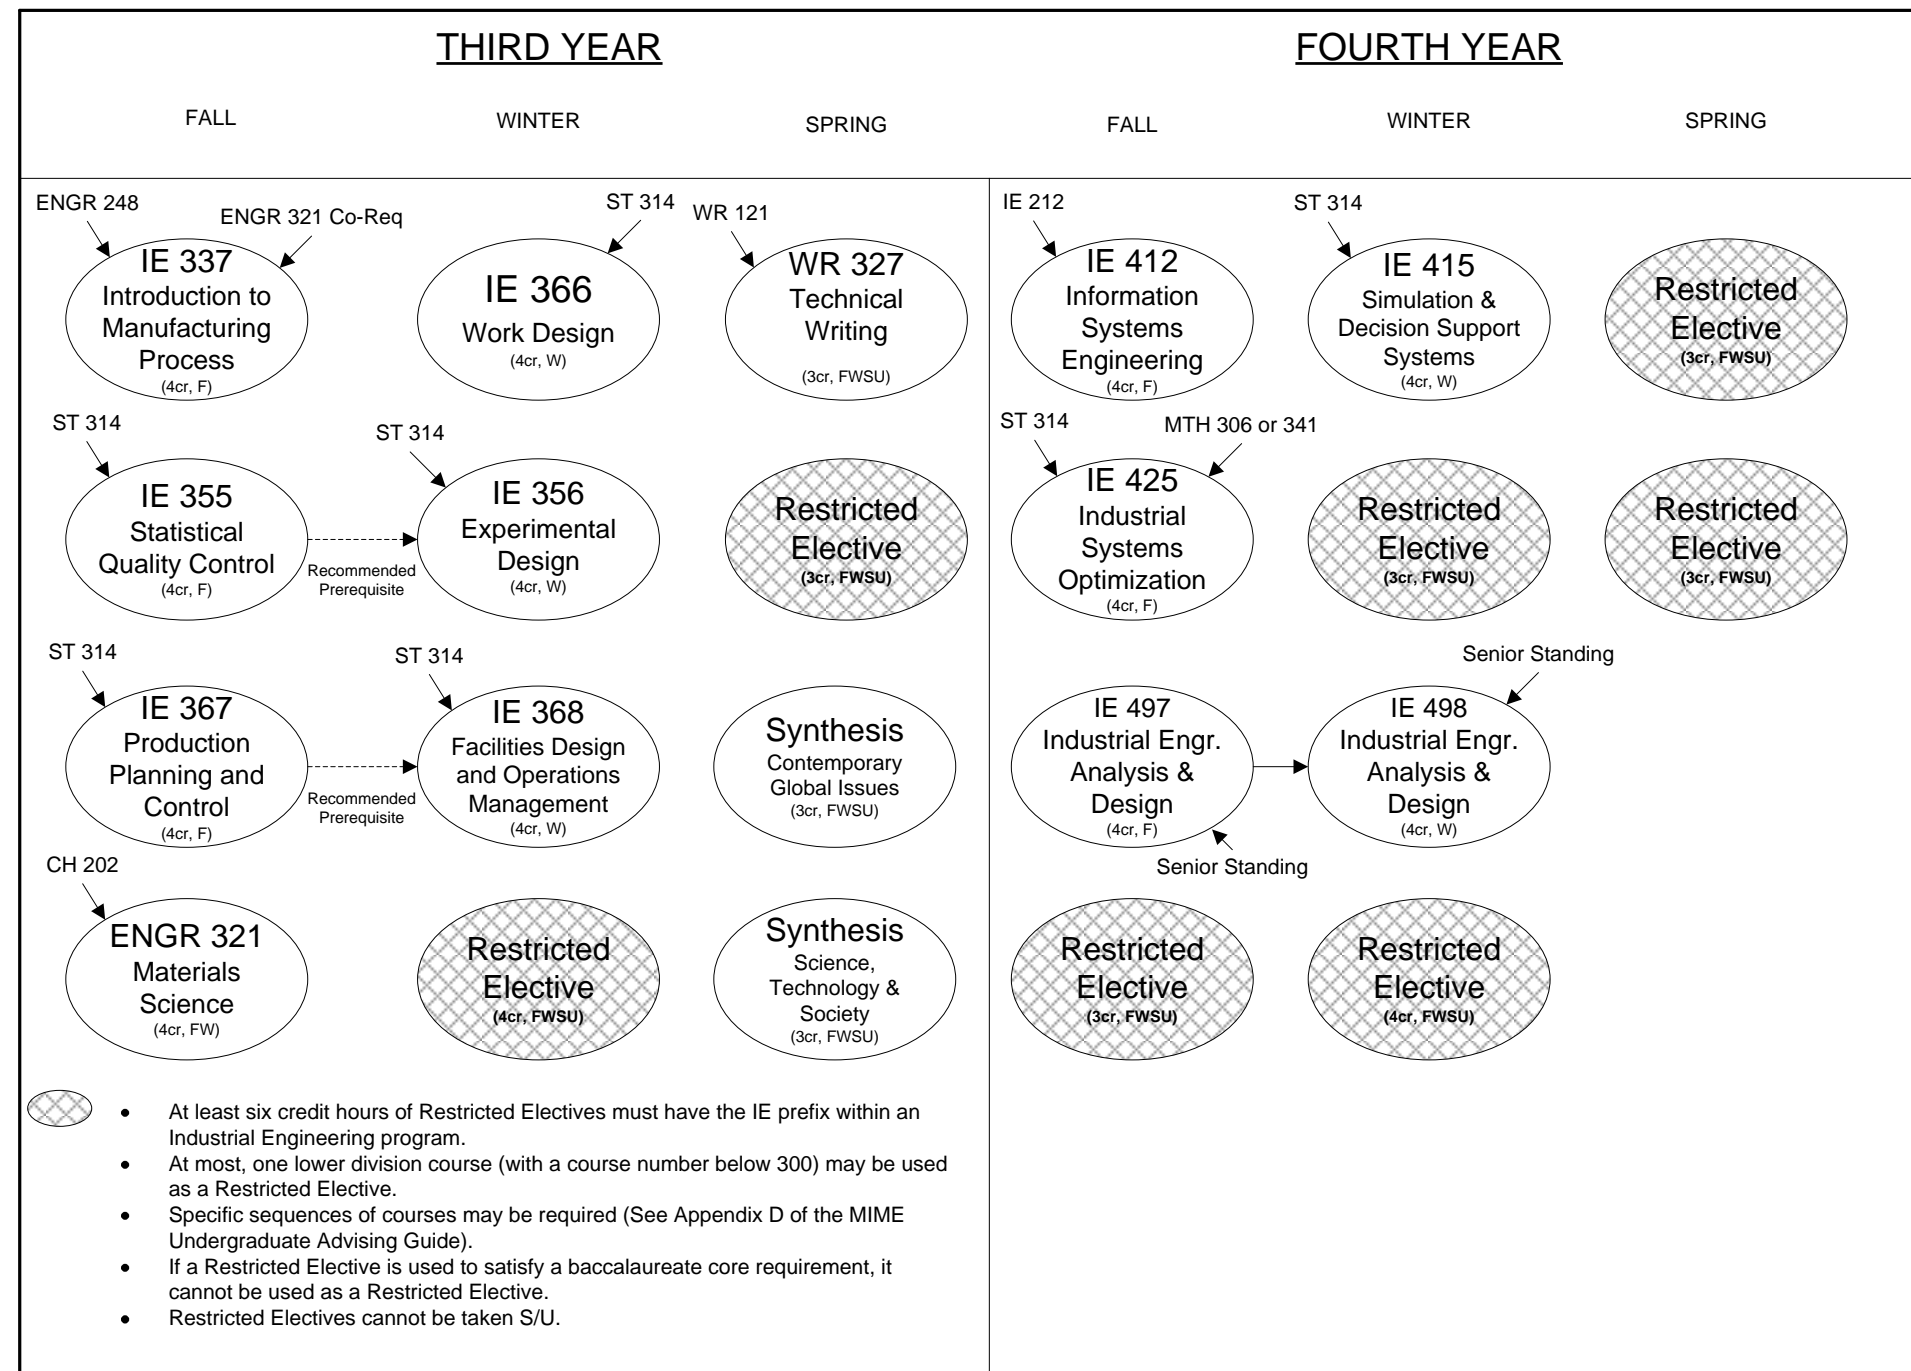 THIRD YEAR
FOURTH YEAR
FALL
WINTER
SPRING
FALL
WINTER
SPRING
ENGR 248
ENGR 321 Co-Req
IE 337
Introduction to
Manufacturing
Process
(4cr, F)
ST 314
IE 366
Work Design
(4cr, W)
WR 121
WR 327
Technical
Writing
(3cr, FWSU)
IE 212
IE 412
Information
Systems
Engineering
(4cr, F)
ST 314
IE 415
Simulation &
Decision Support
Systems
(4cr, W)
Restricted
Elective
(3cr, FWSU)
ST 314
IE 355
Statistical
Quality Control
(4cr, F)
Recommended
Prerequisite
ST 314
IE 356
Experimental
Design
(4cr, W)
Restricted
Elective
(3cr, FWSU)
ST 314
MTH 306 or 341
IE 425
Industrial
Systems
Optimization
(4cr, F)
Restricted
Elective
(3cr, FWSU)
Restricted
Elective
(3cr, FWSU)
ST 314
IE 367
Production
Planning and
Control
(4cr, F)
Recommended
Prerequisite
ST 314
IE 368
Facilities Design
and Operations
Management
(4cr, W)
Synthesis
Contemporary
Global Issues
(3cr, FWSU)
IE 497
Industrial Engr.
Analysis &
Design
(4cr, F)
Senior Standing
Senior Standing
IE 498
Industrial Engr.
Analysis &
Design
(4cr, W)
CH 202
ENGR 321
Materials
Science
(4cr, FW)
Restricted
Elective
(4cr, FWSU)
Synthesis
Science,
Technology &
Society
(3cr, FWSU)
Restricted
Elective
(3cr, FWSU)
Restricted
Elective
(4cr, FWSU)
• At least six credit hours of Restricted Electives must have the IE prefix within an
Industrial Engineering program.
• At most, one lower division course (with a course number below 300) may be used
as a Restricted Elective.
• Specific sequences of courses may be required (See Appendix D of the MIME
Undergraduate Advising Guide).
• If a Restricted Elective is used to satisfy a baccalaureate core requirement, it
cannot be used as a Restricted Elective.
• Restricted Electives cannot be taken S/U.